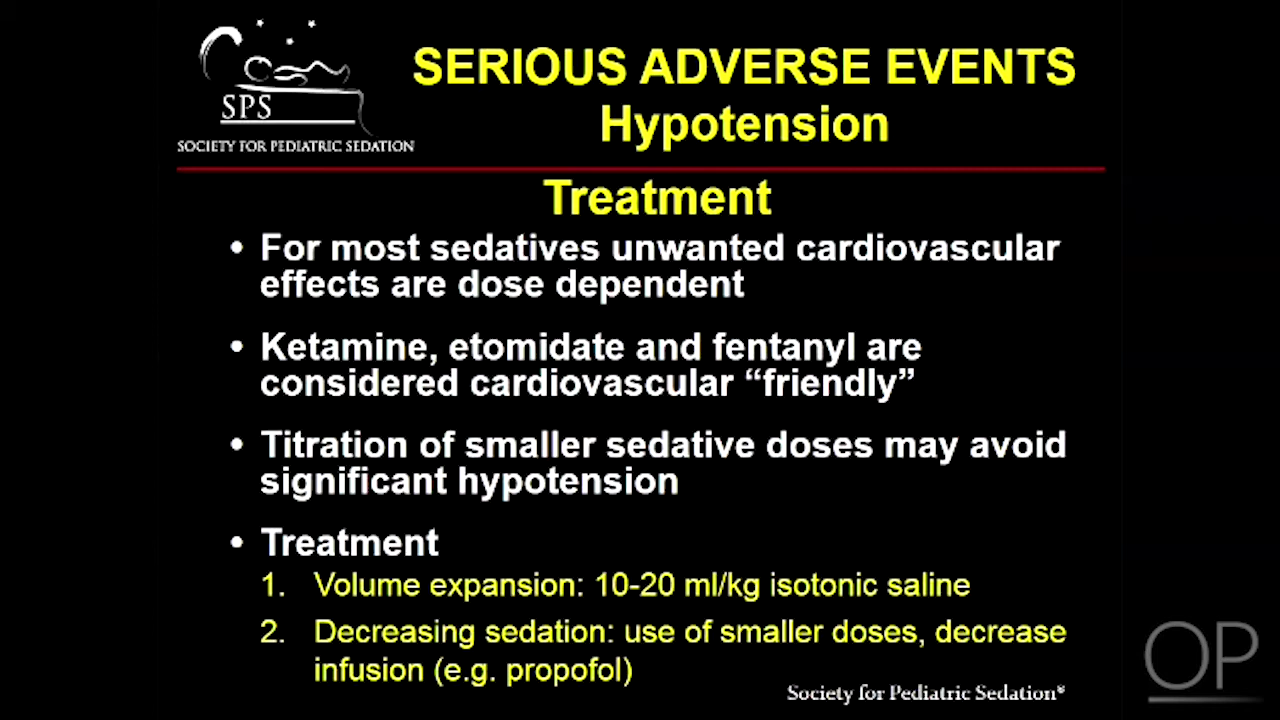 SPS
SOCIETY FOR PEDIATRIC SEDATION
SERIOUS ADVERSE EVENTS
Hypotension
Treatment
• For most sedatives unwanted cardiovascular
effects are dose dependent
• Ketamine, etomidate and fentanyl are
considered cardiovascular “friendly”
• Titration of smaller sedative doses may avoid
significant hypotension
• Treatment
1. Volume expansion: 10-20 ml/kg isotonic saline
2. Decreasing sedation: use of smaller doses, decrease
infusion (e.g. propofol)
Society for Pediatric Sedation®
OP